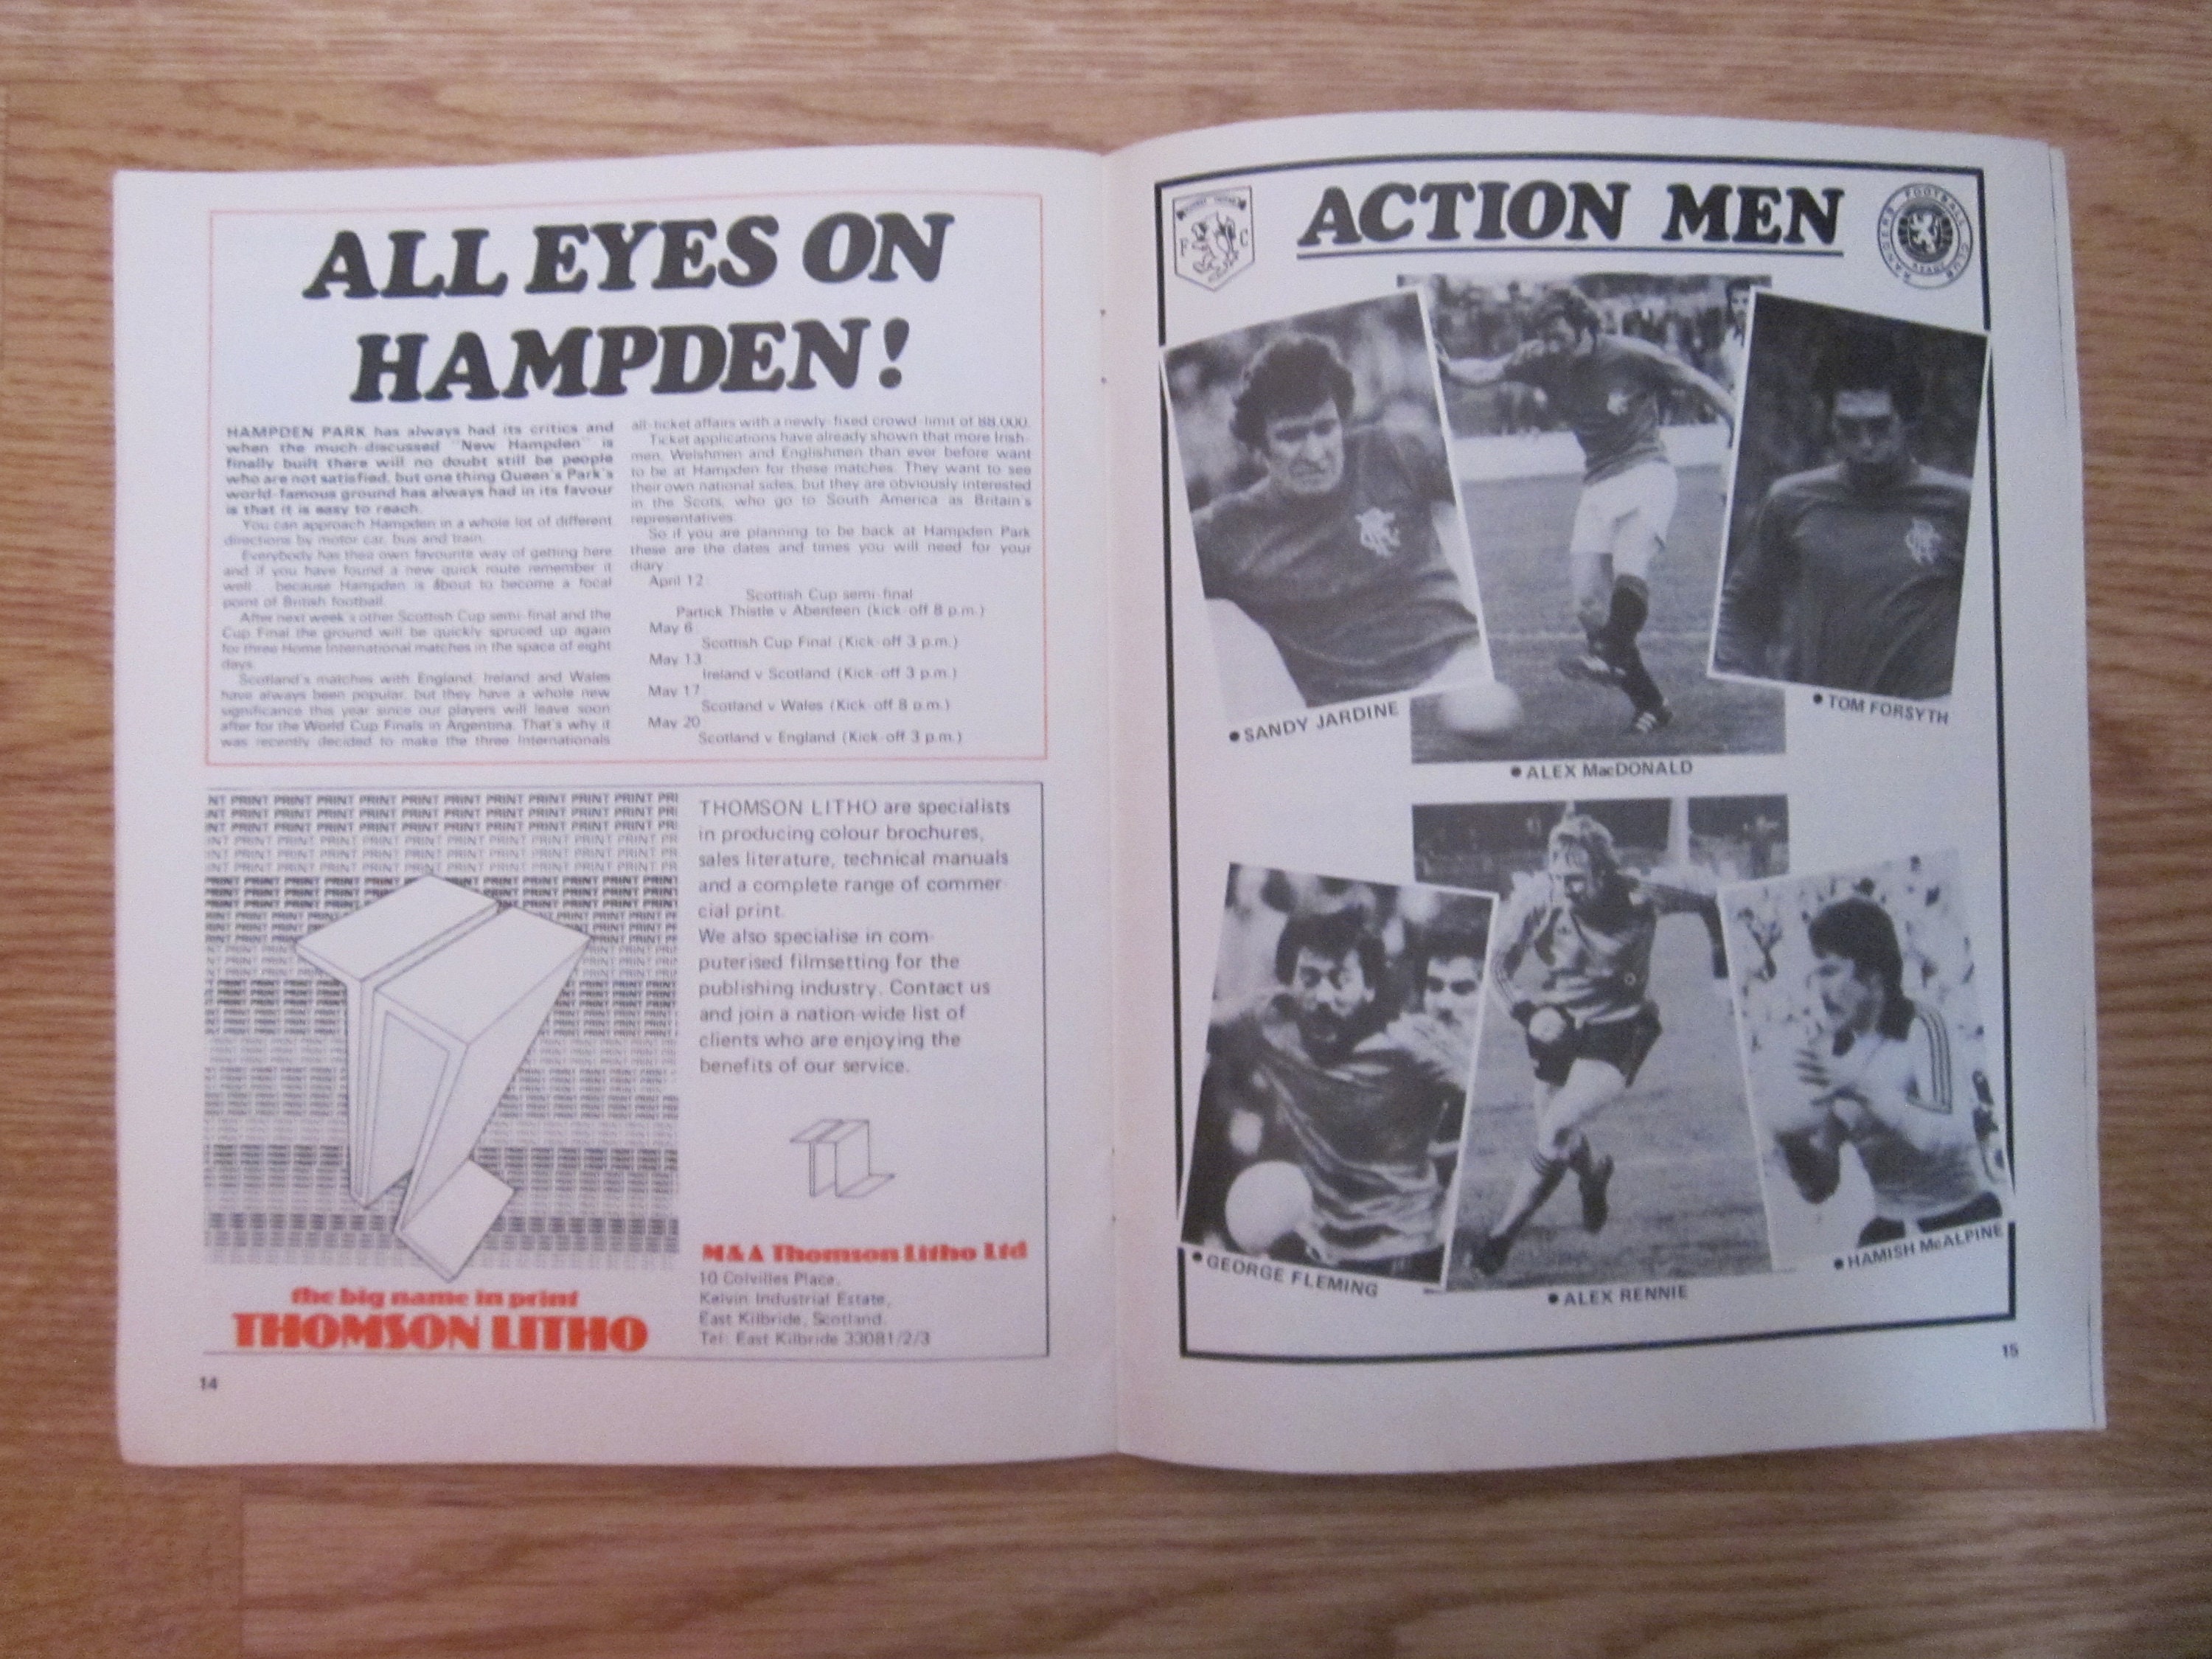 ALL EYES ON
HAMPDEN!
HAMPDEN PARK has always had its critics and
when the much-discussed "New Hampden" is
finally built there will no doubt still be people
who are not satisfied, but one thing Queen's Park's
world-famous ground has always had in its favour
is that it is easy to reach.
You can approach Hampden in a whole lot of different
directions by motor car, bus and train.
Everybody has their own favourite way of getting here
and if you have found a new quick route remember it
well because Hampden is about to become a focal
point of British football.
After next week's other Scottish Cup semi-final and the
Cup Final the ground will be quickly spruced up again
for three Home International matches in the space of eight
days.
Scotland's matches with England, Ireland and Wales
have always been popular, but they have a whole new
significance this year since our players will leave soon
after for the World Cup Finals in Argentina. That's why it
was recently decided to make the three Internationals
all-ticket affairs with a newly-fixed crowd limit of 88,000.
Ticket applications have already shown that more Irish-
men, Welshmen and Englishmen than ever before want
to be at Hampden for these matches. They want to see
their own national sides, but they are obviously interested
in the Scots, who go to South America as Britain's
representatives.
So if you are planning to be back at Hampden Park
these are the dates and times you will need for your
diary
April 12
Scottish Cup semi-final
Partick Thistle v Aberdeen (kick-off 8 p.m.)
May 6
Scottish Cup Final (Kick-off 3 p.m.)
May 13
Ireland v Scotland (Kick-off 3 p.m.)
May 17
Scotland v Wales (Kick-off 8 p.m.)
May 20
Scotland v England (Kick-off 3 p.m.)
THOMSON LITHO are specialists
in producing colour brochures,
sales literature, technical manuals
and a complete range of commer
cial print.
We also specialise in com-
puterised filmsetting for the
publishing industry. Contact us
and join a nation-wide list of
clients who are enjoying the
benefits of our service.
M&A Thomson Litho Ltd
10 Colvilles Place,
Kelvin Industrial Estate,
East Kilbride, Scotland.
Tel: East Kilbride 33081/2/3
the big name in print
THOMSON LITHO
14
ACTION MEN
F C
RANGERS FOOTBALL CLUB
READY
• SANDY JARDINE
• ALEX MacDONALD
• TOM FORSYTH
• GEORGE FLEMING
• ALEX RENNIE
• HAMISH McALPINE
15